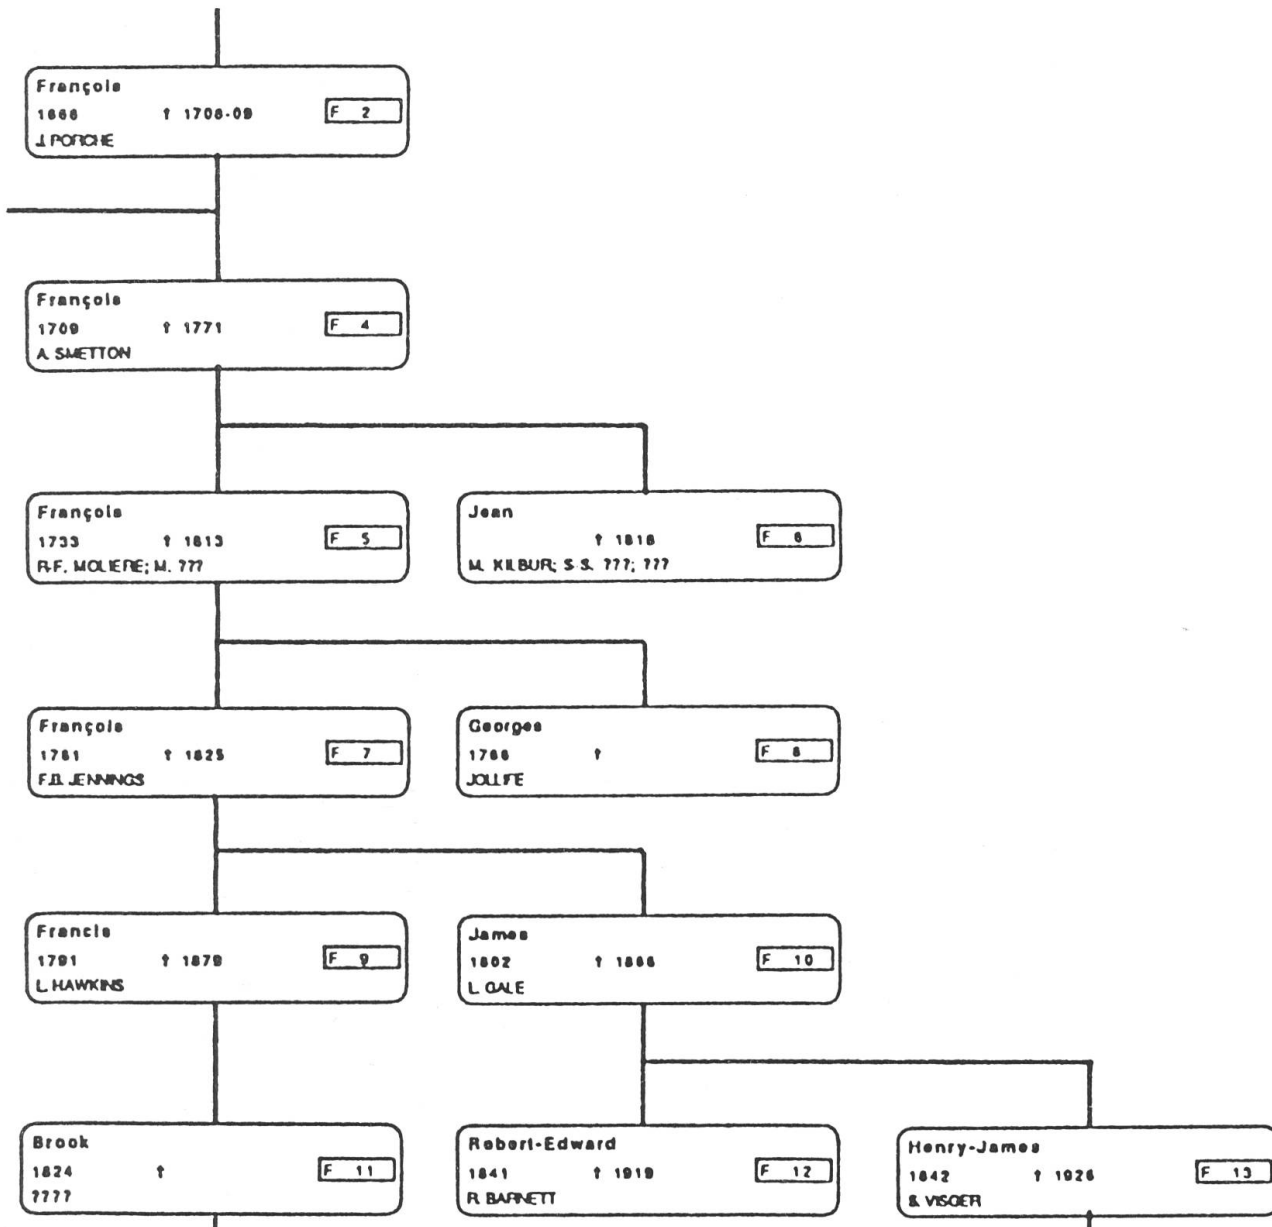 François
1666 † 1708-09 F 2
J. PORCHE
François
1709 † 1771 F 4
A. SMETTON
François
1733 † 1813 F 5
R-F. MOLIERE; M. ???
Jean
† 1818 F 6
M. KILBUR; S-S. ???; ???
François
1761 † 1825 F 7
F.B. JENNINGS
Georges
1766 † F 8
JOLLIFE
Francis
1791 † 1879 F 9
L. HAWKINS
James
1802 † 1866 F 10
L. GALE
Brook
1824 † F 11
????
Robert-Edward
1841 † 1919 F 12
R. BARNETT
Henry-James
1842 † 1926 F 13
S. VISGER